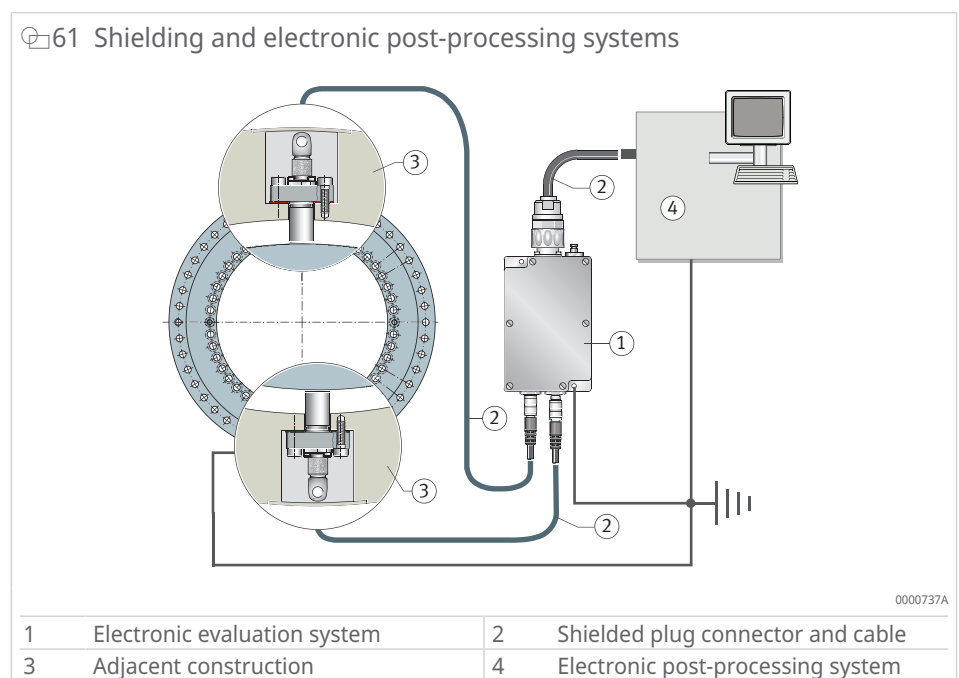 61 Shielding and electronic post-processing systems
3
2
4
1
2
3
2
0000737A
1 Electronic evaluation system 2 Shielded plug connector and cable
3 Adjacent construction 4 Electronic post-processing system